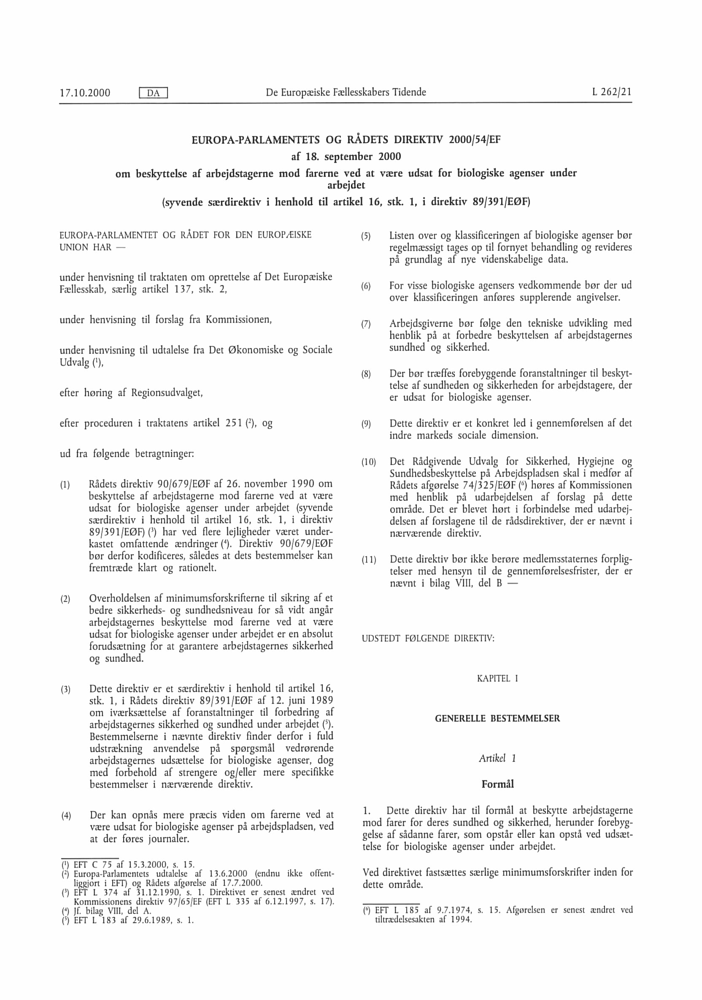 17.10.2000
DA
De Europæiske Fællesskabers Tidende
L 262/21
EUROPA-PARLAMENTETS OG RÅDETS DIREKTIV 2000/54/EF
af 18. september 2000
om beskyttelse af arbejdstagerne mod farerne ved at være udsat for biologiske agenser under
arbejdet
(syvende særdirektiv i henhold til artikel 16, stk. 1, i direktiv 89/391/EØF)
EUROPA-PARLAMENTET OG RÅDET FOR DEN EUROPÆISKE
UNION HAR —
under henvisning til traktaten om oprettelse af Det Europæiske
Fællesskab, særlig artikel 137, stk. 2,
under henvisning til forslag fra Kommissionen,
under henvisning til udtalelse fra Det Økonomiske og Sociale
Udvalg (¹),
efter høring af Regionsudvalget,
efter proceduren i traktatens artikel 251 (²), og
ud fra følgende betragtninger:
(1) Rådets direktiv 90/679/EØF af 26. november 1990 om
beskyttelse af arbejdstagerne mod farerne ved at være
udsat for biologiske agenser under arbejdet (syvende
særdirektiv i henhold til artikel 16, stk. 1, i direktiv
89/391/EØF) (³) har ved flere lejligheder været under-
kastet omfattende ændringer (⁴). Direktiv 90/679/EØF
bør derfor kodificeres, således at dets bestemmelser kan
fremtræde klart og rationelt.
(2) Overholdelsen af minimumsforskrifterne til sikring af et
bedre sikkerheds- og sundhedsniveau for så vidt angår
arbejdstagernes beskyttelse mod farerne ved at være
udsat for biologiske agenser under arbejdet er en absolut
forudsætning for at garantere arbejdstagernes sikkerhed
og sundhed.
(3) Dette direktiv er et særdirektiv i henhold til artikel 16,
stk. 1, i Rådets direktiv 89/391/EØF af 12. juni 1989
om iværksættelse af foranstaltninger til forbedring af
arbejdstagernes sikkerhed og sundhed under arbejdet (⁵).
Bestemmelserne i nævnte direktiv finder derfor i fuld
udstrækning anvendelse på spørgsmål vedrørende
arbejdstagernes udsættelse for biologiske agenser, dog
med forbehold af strengere og/eller mere specifikke
bestemmelser i nærværende direktiv.
(4) Der kan opnås mere præcis viden om farerne ved at
være udsat for biologiske agenser på arbejdspladsen, ved
at der føres journaler.
(¹) EFT C 75 af 15.3.2000, s. 15.
(²) Europa-Parlamentets udtalelse af 13.6.2000 (endnu ikke offent-
liggjort i EFT) og Rådets afgørelse af 17.7.2000.
(³) EFT L 374 af 31.12.1990, s. 1. Direktivet er senest ændret ved
Kommissionens direktiv 97/65/EF (EFT L 335 af 6.12.1997, s. 17).
(⁴) Jf. bilag VIII, del A.
(⁵) EFT L 183 af 29.6.1989, s. 1.
(5) Listen over og klassificeringen af biologiske agenser bør
regelmæssigt tages op til fornyet behandling og revideres
på grundlag af nye videnskabelige data.
(6) For visse biologiske agensers vedkommende bør der ud
over klassificeringen anføres supplerende angivelser.
(7) Arbejdsgiverne bør følge den tekniske udvikling med
henblik på at forbedre beskyttelsen af arbejdstagernes
sundhed og sikkerhed.
(8) Der bør træffes forebyggende foranstaltninger til beskyt-
telse af sundheden og sikkerheden for arbejdstagere, der
er udsat for biologiske agenser.
(9) Dette direktiv er et konkret led i gennemførelsen af det
indre markeds sociale dimension.
(10) Det Rådgivende Udvalg for Sikkerhed, Hygiejne og
Sundhedsbeskyttelse på Arbejdspladsen skal i medfør af
Rådets afgørelse 74/325/EØF (⁶) høres af Kommissionen
med henblik på udarbejdelsen af forslag på dette
område. Det er blevet hørt i forbindelse med udarbej-
delsen af forslagene til de rådsdirektiver, der er nævnt i
nærværende direktiv.
(11) Dette direktiv bør ikke berøre medlemsstaternes forplig-
telser med hensyn til de gennemførelsesfrister, der er
nævnt i bilag VIII, del B —
UDSTEDT FØLGENDE DIREKTIV:
KAPITEL I
GENERELLE BESTEMMELSER
Artikel 1
Formål
1. Dette direktiv har til formål at beskytte arbejdstagerne
mod farer for deres sundhed og sikkerhed, herunder forebyg-
gelse af sådanne farer, som opstår eller kan opstå ved udsæt-
telse for biologiske agenser under arbejdet.
Ved direktivet fastsættes særlige minimumsforskrifter inden for
dette område.
(⁶) EFT L 185 af 9.7.1974, s. 15. Afgørelsen er senest ændret ved
tiltrædelsesakten af 1994.